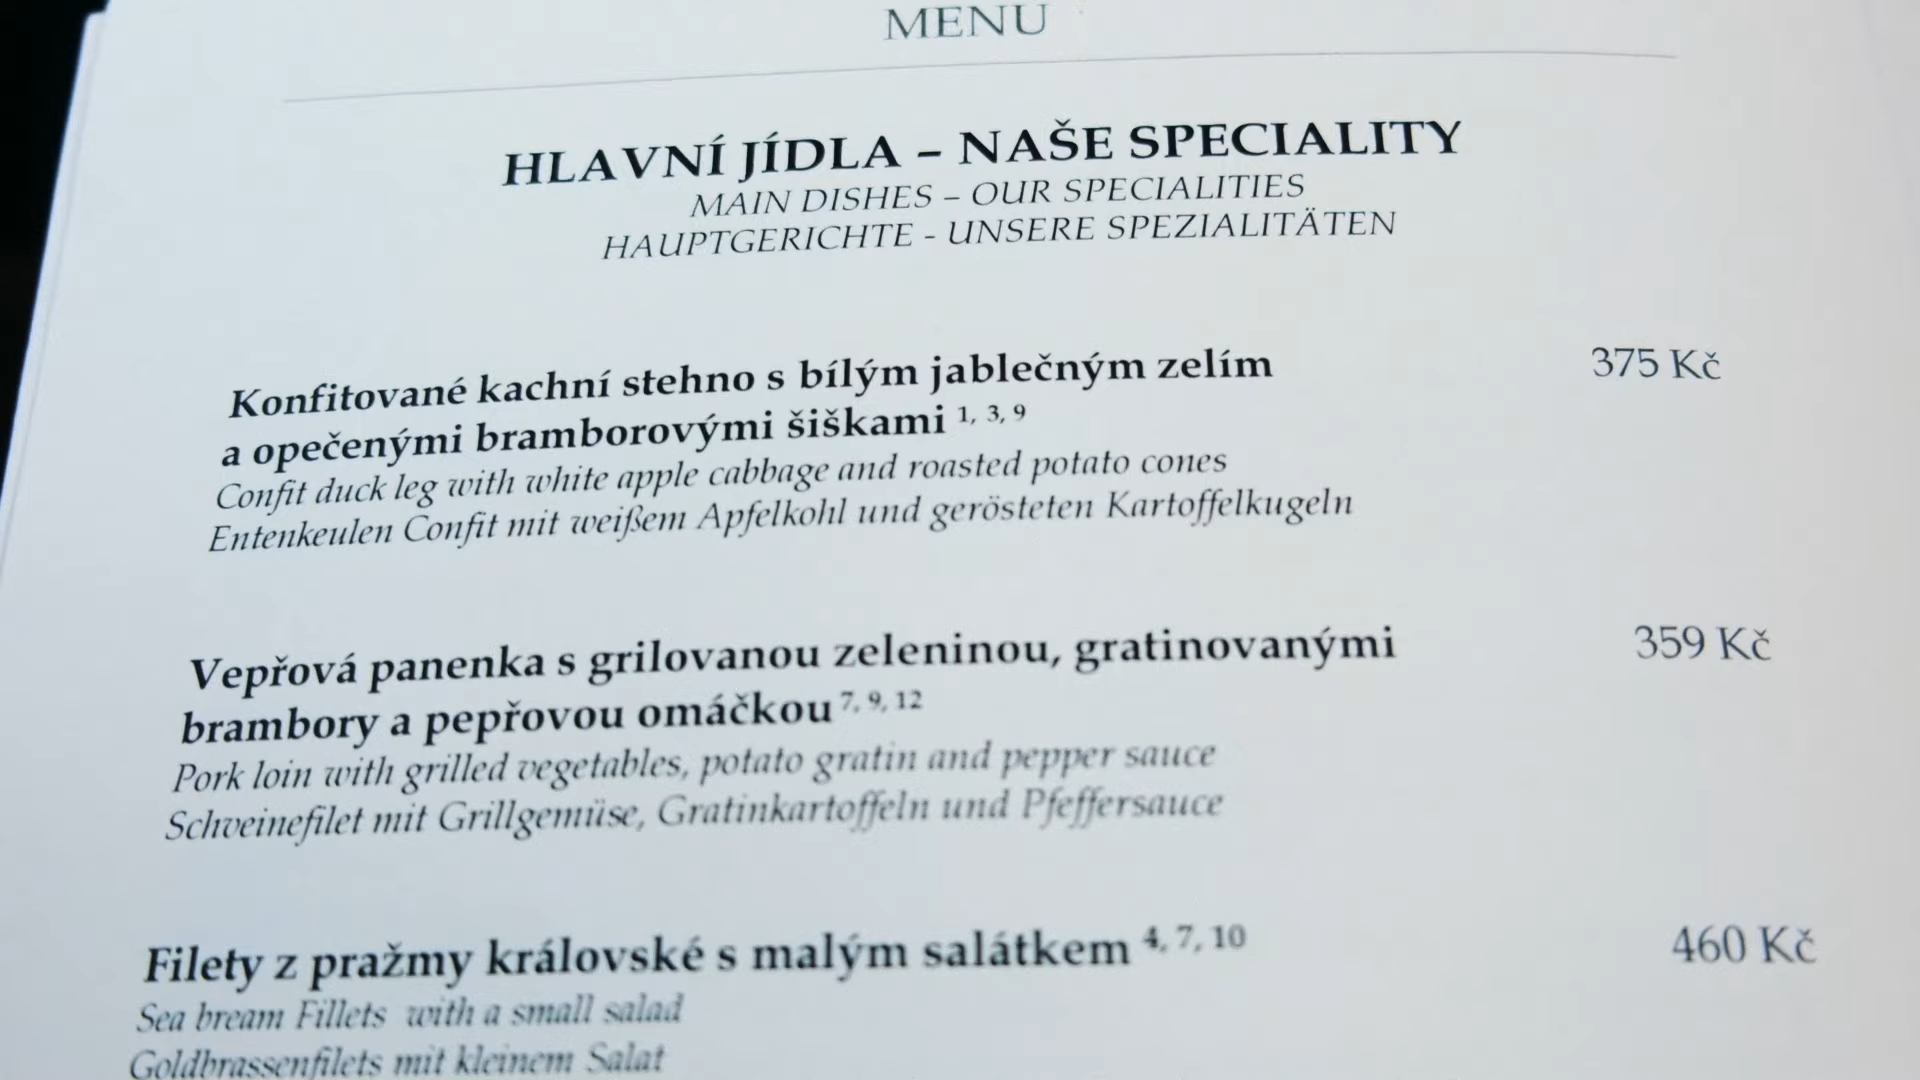 MENU
HLAVNÍ JÍDLA – NAŠE SPECIALITY
MAIN DISHES – OUR SPECIALITIES
HAUPTGERICHTE - UNSERE SPEZIALITÄTEN
Konfitované kachní stehno s bílým jablečným zelím 375 Kč
a opečenými bramborovými šiškami 1, 3, 9
Confit duck leg with white apple cabbage and roasted potato cones
Entenkeulen Confit mit weißem Apfelkohl und gerösteten Kartoffelkugeln
Vepřová panenka s grilovanou zeleninou, gratinovanými 359 Kč
brambory a pepřovou omáčkou 7, 9, 12
Pork loin with grilled vegetables, potato gratin and pepper sauce
Schveinefilet mit Grillgemüse, Gratinkartoffeln und Pfeffersauce
Filety z pražmy královské s malým salátkem 4, 7, 10 460 Kč
Sea bream Fillets with a small salad
Goldbrassenfilets mit kleinem Salat